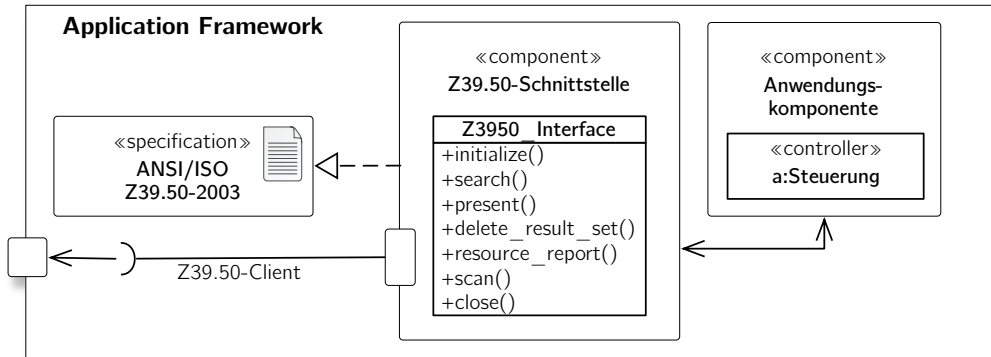 Application Framework
«specification»
ANSI/ISO
Z39.50-2003
Z39.50-Client
«component»
Z39.50-Schnittstelle
Z3950_Interface
+initialize()
+search()
+present()
+delete_result_set()
+resource_report()
+scan()
+close()
«component»
Anwendungs-
komponente
«controller»
a:Steuerung